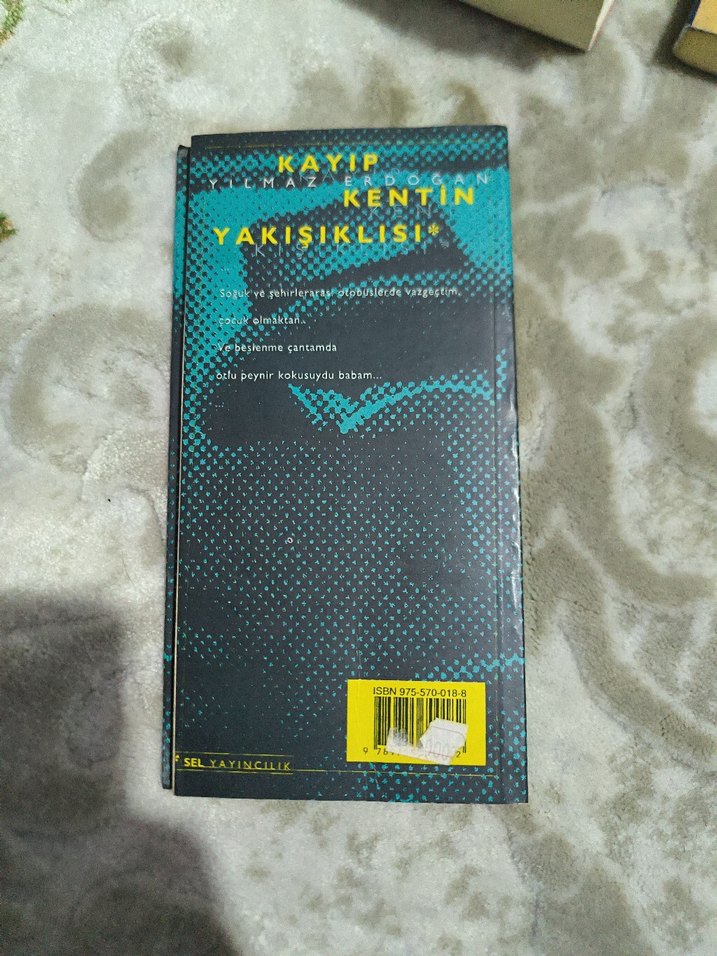 KAYIP
YILMAZ ERDOĞAN
KENTİN
YAKIŞIKLISI*
...
Soğuk ve şehirlerarası otobüslerde vazgeçtim,
çocuk olmaktan..
Ve beslenme çantamda
otlu peynir kokusuydu babam...
...
ISBN 975-570-018-8
SEL YAYINCILIK